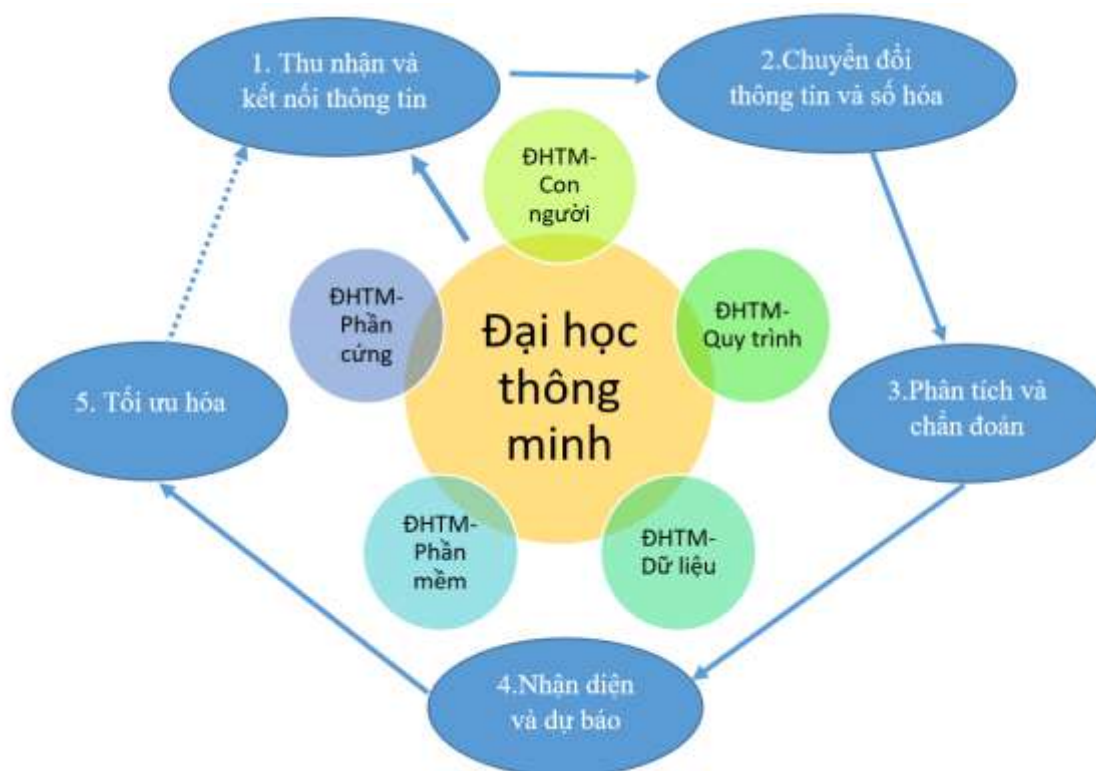 1. Thu nhận và
kết nối thông tin
2.Chuyển đổi
thông tin và số hóa
ĐHTM-
Con
người
ĐHTM-
Phần
cứng
Đại học
thông
minh
ĐHTM-
Quy trình
5. Tối ưu hóa
3.Phân tích và
chẩn đoán
ĐHTM-
Phần
mềm
ĐHTM-
Dữ liệu
4.Nhận diện
và dự báo